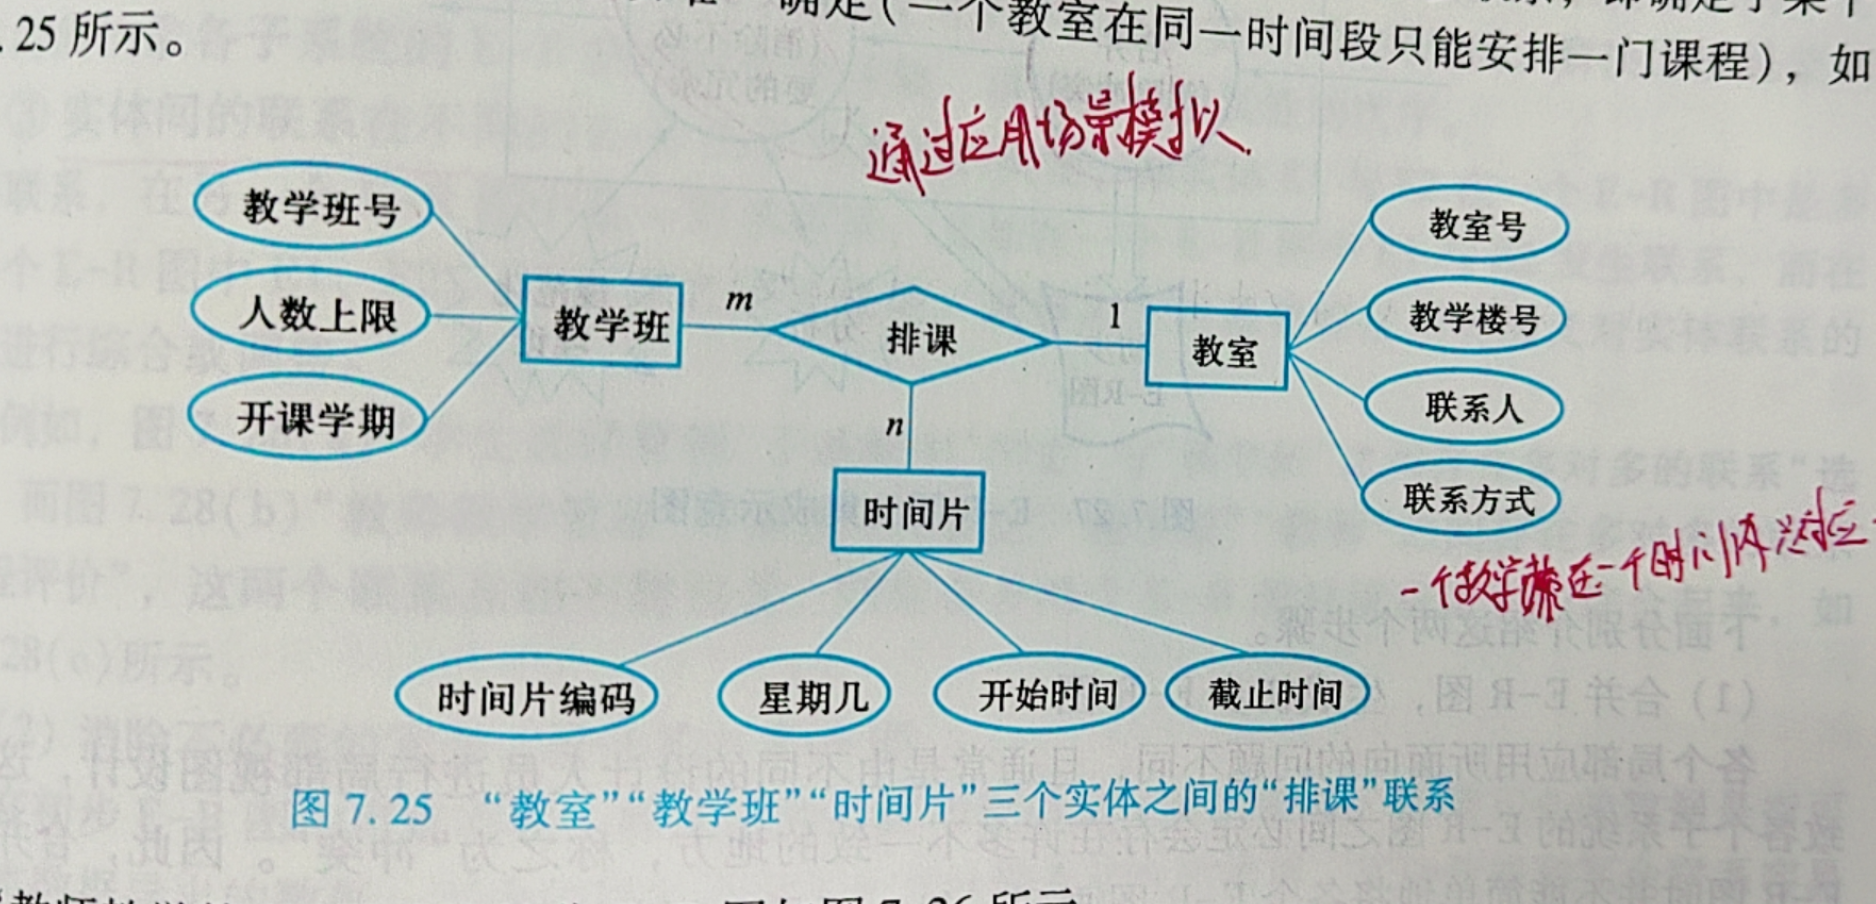 确定(一个教室在同一时间段只能安排一门课程)，如
.25所示。
通过应用场景模拟
教学班号
人数上限
开课学期
教学班
m
排课
1
教室
教室号
教学楼号
联系人
联系方式
n
时间片
一个教学班在一个时间片
时间片编码
星期几
开始时间
截止时间
图7.25 “教室”“教学班”“时间片”三个实体之间的“排课”联系